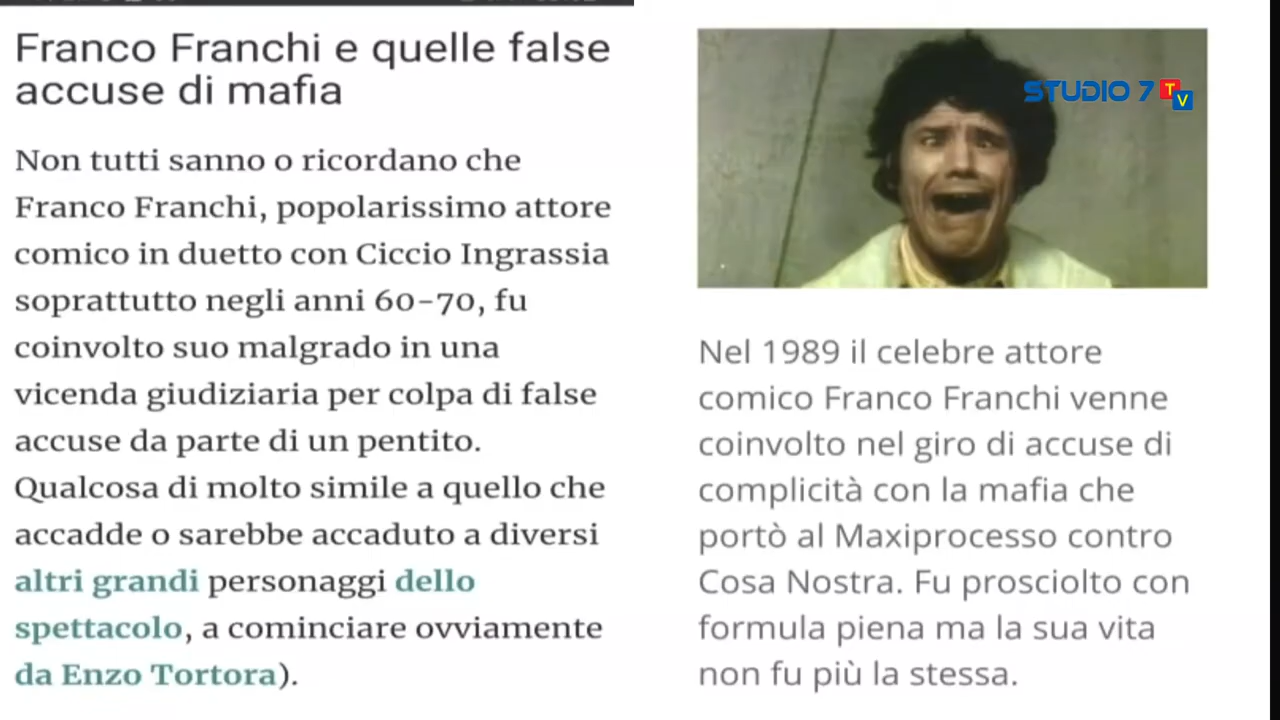 Franco Franchi e quelle false
accuse di mafia
Non tutti sanno o ricordano che
Franco Franchi, popolarissimo attore
comico in duetto con Ciccio Ingrassia
soprattutto negli anni 60-70, fu
coinvolto suo malgrado in una
vicenda giudiziaria per colpa di false
accuse da parte di un pentito.
Qualcosa di molto simile a quello che
accadde o sarebbe accaduto a diversi
altri grandi personaggi dello
spettacolo, a cominciare ovviamente
da Enzo Tortora).
STUDIO 7 TV
Nel 1989 il celebre attore
comico Franco Franchi venne
coinvolto nel giro di accuse di
complicità con la mafia che
portò al Maxiprocesso contro
Cosa Nostra. Fu prosciolto con
formula piena ma la sua vita
non fu più la stessa.